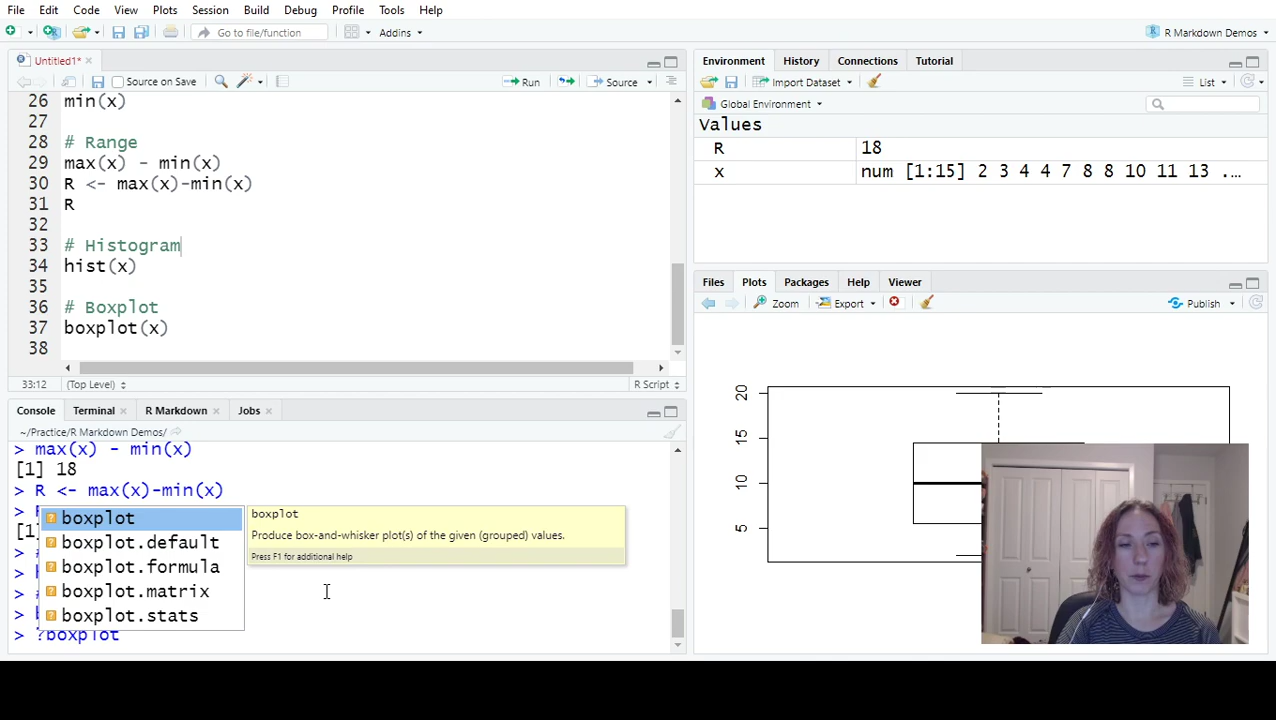 File Edit Code View Plots Session Build Debug Profile Tools Help
Go to file/function Addins R Markdown Demos
Untitled1*
Source on Save Run Source
26 min(x)
27
28 # Range
29 max(x) - min(x)
30 R <- max(x)-min(x)
31 R
32
33 # Histogram
34 hist(x)
35
36 # Boxplot
37 boxplot(x)
38
33:12 (Top Level) R Script
Console Terminal R Markdown Jobs
~/Practice/R Markdown Demos/
> max(x) - min(x)
[1] 18
> R <- max(x)-min(x)
>
[1]
>
>
>
>
> ?boxplot
boxplot
boxplot.default
boxplot.formula
boxplot.matrix
boxplot.stats
boxplot
Produce box-and-whisker plot(s) of the given (grouped) values.
Press F1 for additional help
Environment History Connections Tutorial
Import Dataset List
Global Environment
Values
R 18
x num [1:15] 2 3 4 4 7 8 8 10 11 13 ...
Files Plots Packages Help Viewer
Zoom Export Publish
20
15
10
5